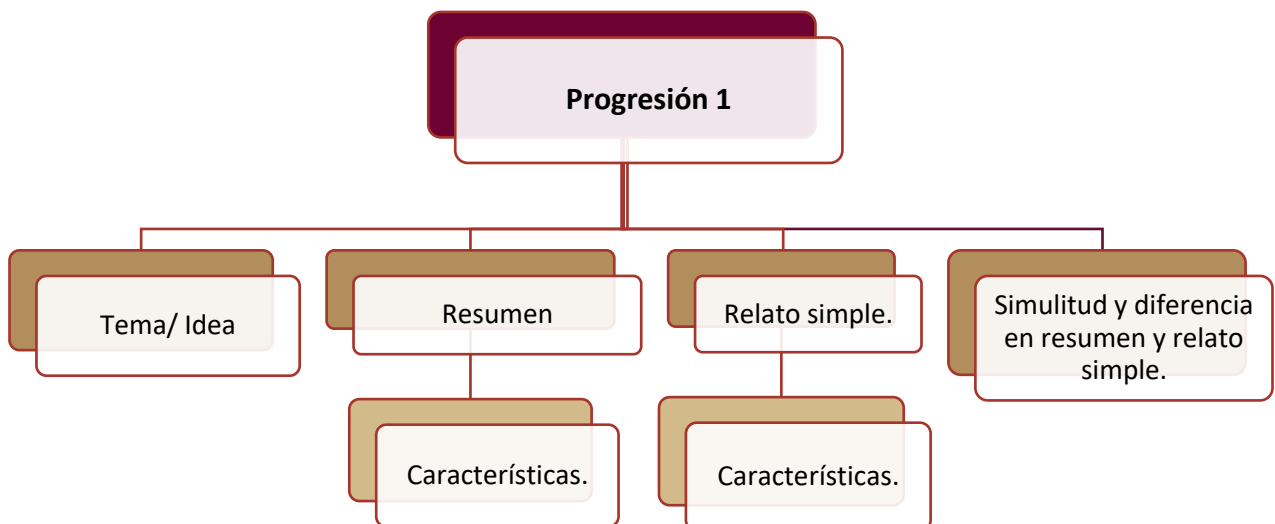 Progresión 1
Tema/ Idea
Resumen
Relato simple.
Simulitud y diferencia
en resumen y relato
simple.
Características.
Características.